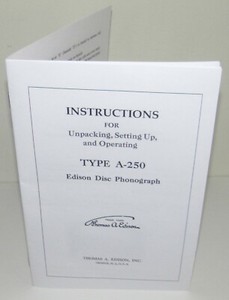 INSTRUCTIONS
FOR
Unpacking, Setting Up,
and Operating
TYPE A-250
Edison Disc Phonograph
Thomas A. Edison
THOMAS A. EDISON, INC.